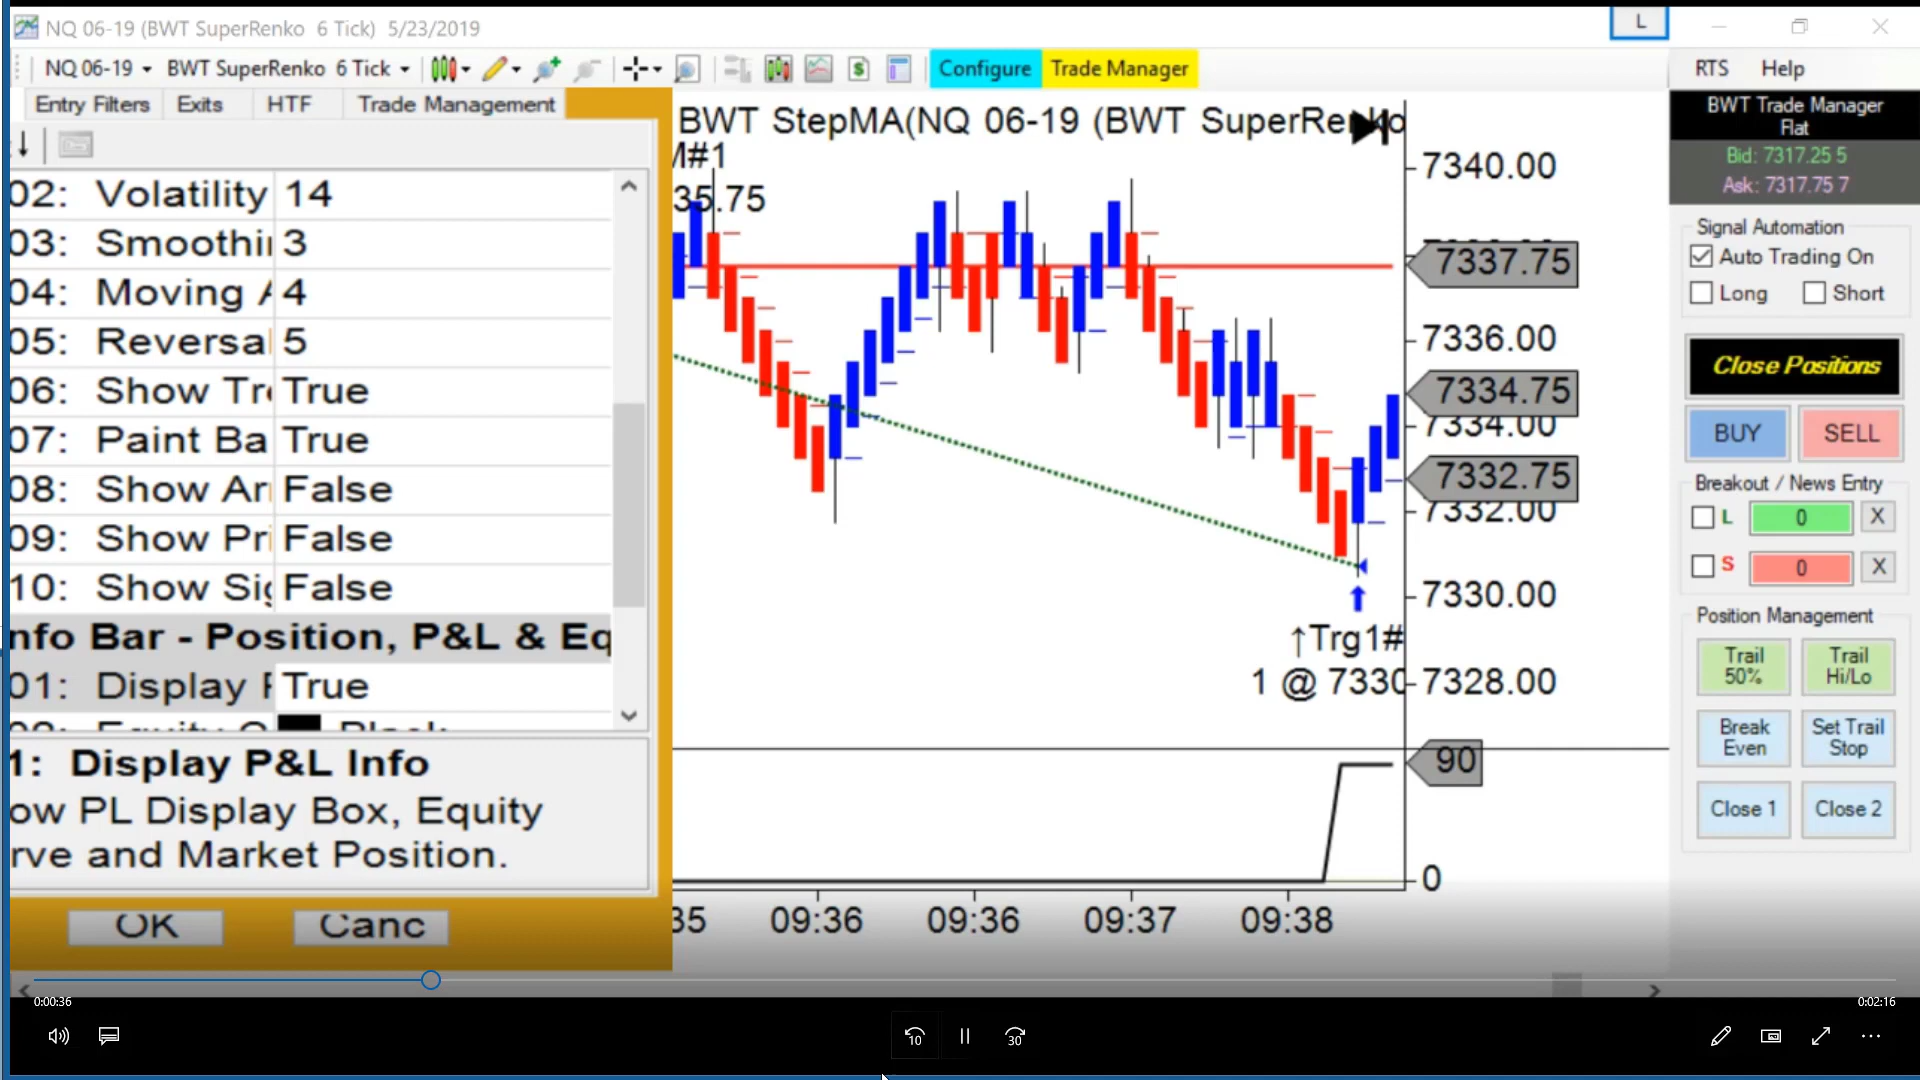 NQ 06-19 (BWT SuperRenko 6 Tick) 5/23/2019
L
NQ 06-19 BWT SuperRenko 6 Tick
Configure Trade Manager
RTS Help
Entry Filters Exits HTF Trade Management
02: Volatility 14
03: Smoothi 3
04: Moving 4
05: Reversal 5
06: Show Tr True
07: Paint Ba True
08: Show Ar False
09: Show Pri False
10: Show Sig False
nfo Bar - Position, P&L & Eq
01: Display True
Black
1: Display P&L Info
ow PL Display Box, Equity
rve and Market Position.
OK Canc
BWT StepMA(NQ 06-19 (BWT SuperRenko
#1
35.75
↑Trg1#
1 @ 7330
7340.00
7337.75
7336.00
7334.75
7334.00
7332.75
7332.00
7330.00
7328.00
90
0
35 09:36 09:36 09:37 09:38
BWT Trade Manager
Flat
Bid: 7317.25 5
Ask: 7317.75 7
Signal Automation
Auto Trading On
Long Short
Close Positions
BUY SELL
Breakout / News Entry
L 0 X
S 0 X
Position Management
Trail 50%
Trail Hi/Lo
Break Even
Set Trail Stop
Close 1 Close 2
0:00:36 0:02:16
10 30